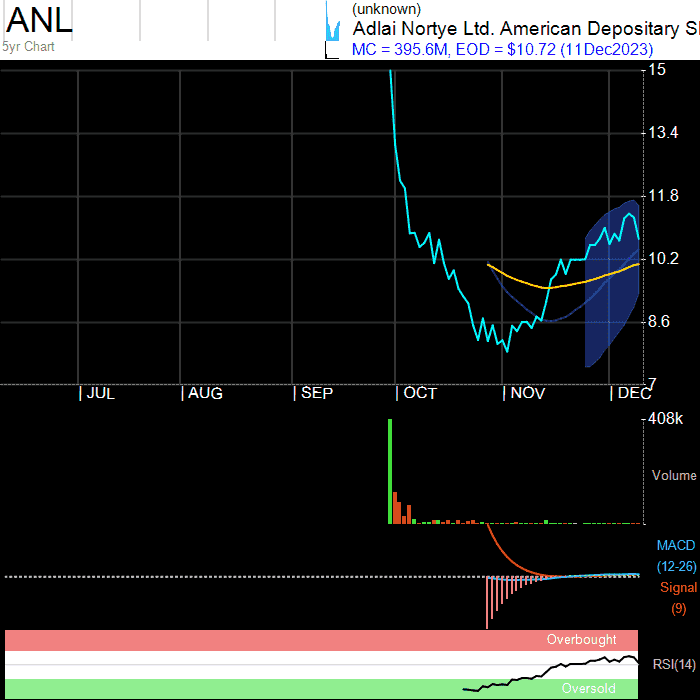 ANL
5yr Chart
(unknown)
Adlai Nortye Ltd. American Depositary
MC = 395.6M, EOD = $10.72 (11Dec2023)
15
13.4
11.8
10.2
8.6
7
| JUL | AUG | SEP | OCT | NOV | DEC
408k
Volume
MACD
(12-26)
Signal
(9)
Overbought
RSI(14)
Oversold